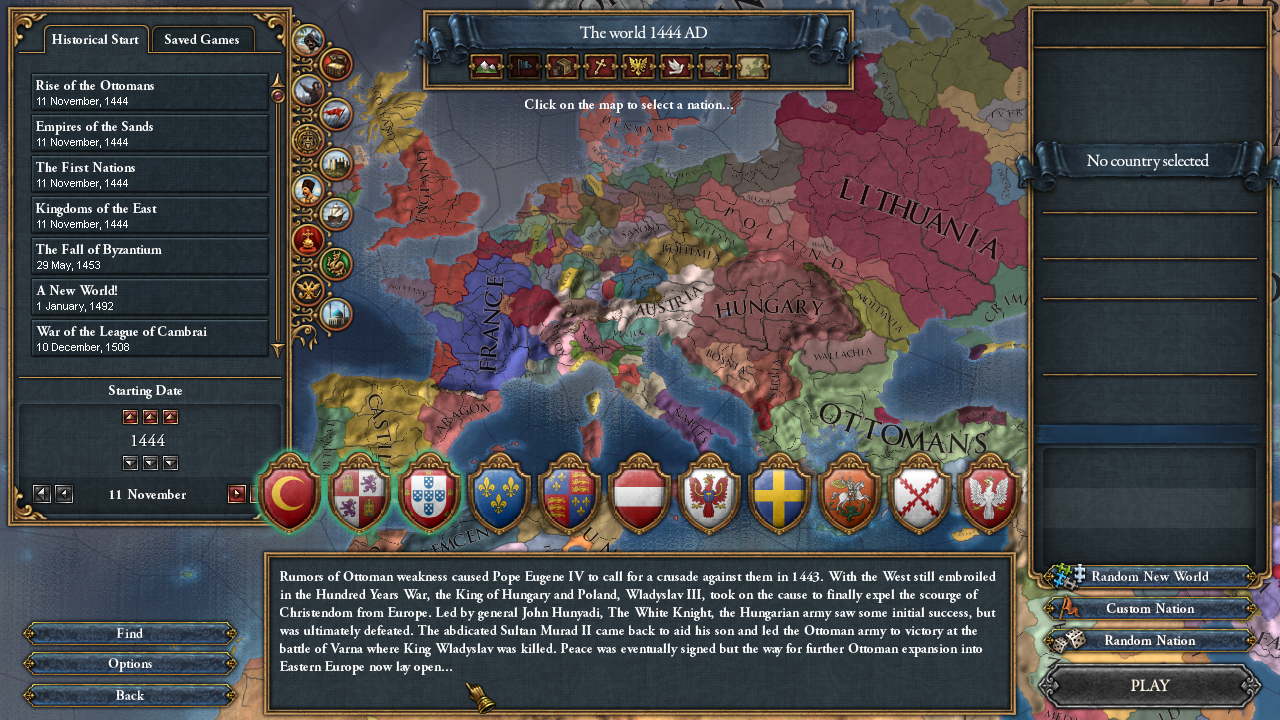 Historical Start
Saved Games
Rise of the Ottomans
11 November, 1444
Empires of the Sands
11 November, 1444
The First Nations
11 November, 1444
Kingdoms of the East
11 November, 1444
The Fall of Byzantium
29 May, 1453
A New World!
1 January, 1492
War of the League of Cambrai
10 December, 1508
Starting Date
1444
11 November
Find
Options
Back
The world 1444 AD
Click on the map to select a nation...
DENMARK
ENGLAND
LITHUANIA
POLAND
BOHEMIA
FRANCE
AUSTRIA
HUNGARY
MOLDAVIA
WALLACHIA
BOSNIA
SERBIA
CRIM
CASTIL
ARAGON
NAPLES
OTTOMANS
TLEMCEN
Rumors of Ottoman weakness caused Pope Eugene IV to call for a crusade against them in 1443. With the West still embroiled
in the Hundred Years War, the King of Hungary and Poland, Wladyslav III, took on the cause to finally expel the scourge of
Christendom from Europe. Led by general John Hunyadi, The White Knight, the Hungarian army saw some initial success, but
was ultimately defeated. The abdicated Sultan Murad II came back to aid his son and led the Ottoman army to victory at the
battle of Varna where King Wladyslav was killed. Peace was eventually signed but the way for further Ottoman expansion into
Eastern Europe now lay open...
No country selected
Random New World
Custom Nation
Random Nation
PLAY